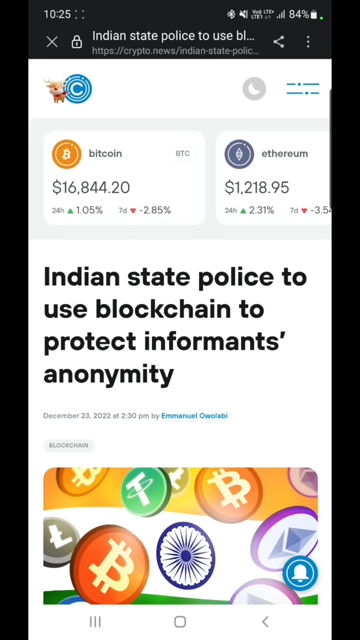 10:25 84%
Indian state police to use bl...
https://crypto.news/indian-state-polic...
bitcoin BTC ethereum
$16,844.20 $1,218.95
24h ▲ 1.05% 7d ▼ -2.85% 24h ▲ 2.31% 7d ▼ -3.54
Indian state police to
use blockchain to
protect informants’
anonymity
December 23, 2022 at 2:30 pm by Emmanuel Owolabi
BLOCKCHAIN